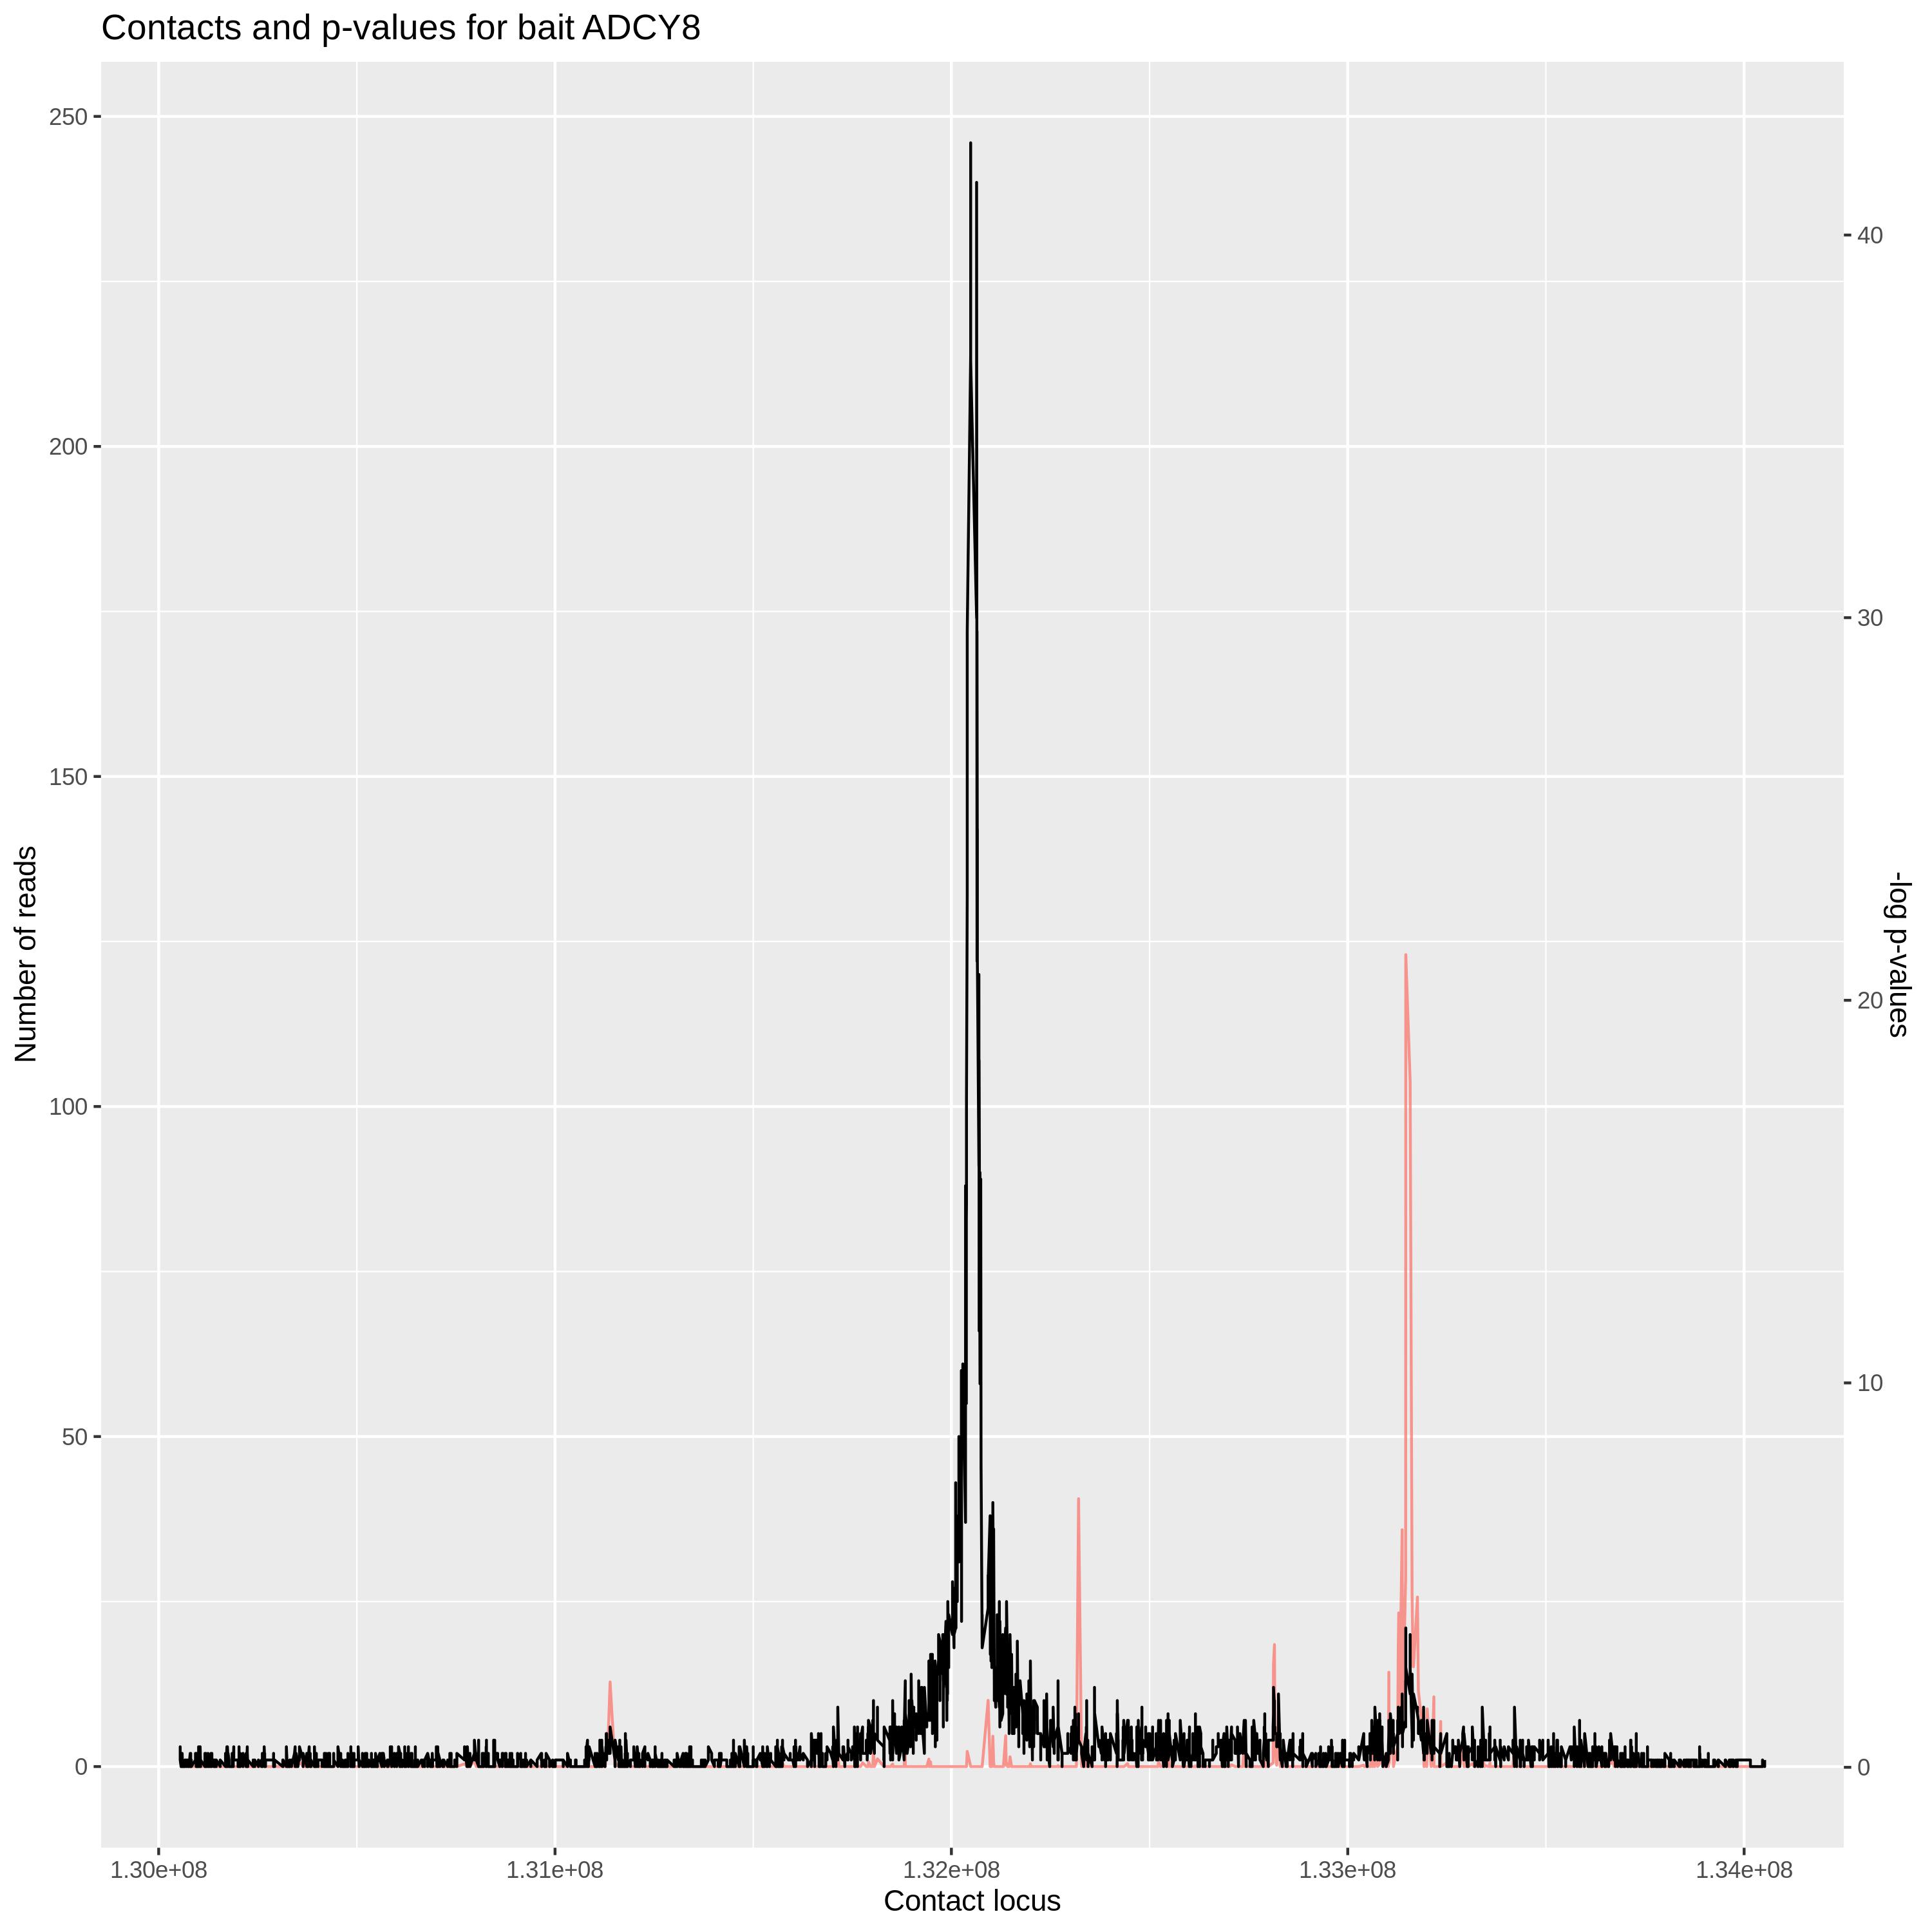 Contacts and p-values for bait ADCY8
250
200
150
100
50
0
Number of reads
40
30
20
10
0
-log p-values
1.30e+08
1.31e+08
1.32e+08
1.33e+08
1.34e+08
Contact locus